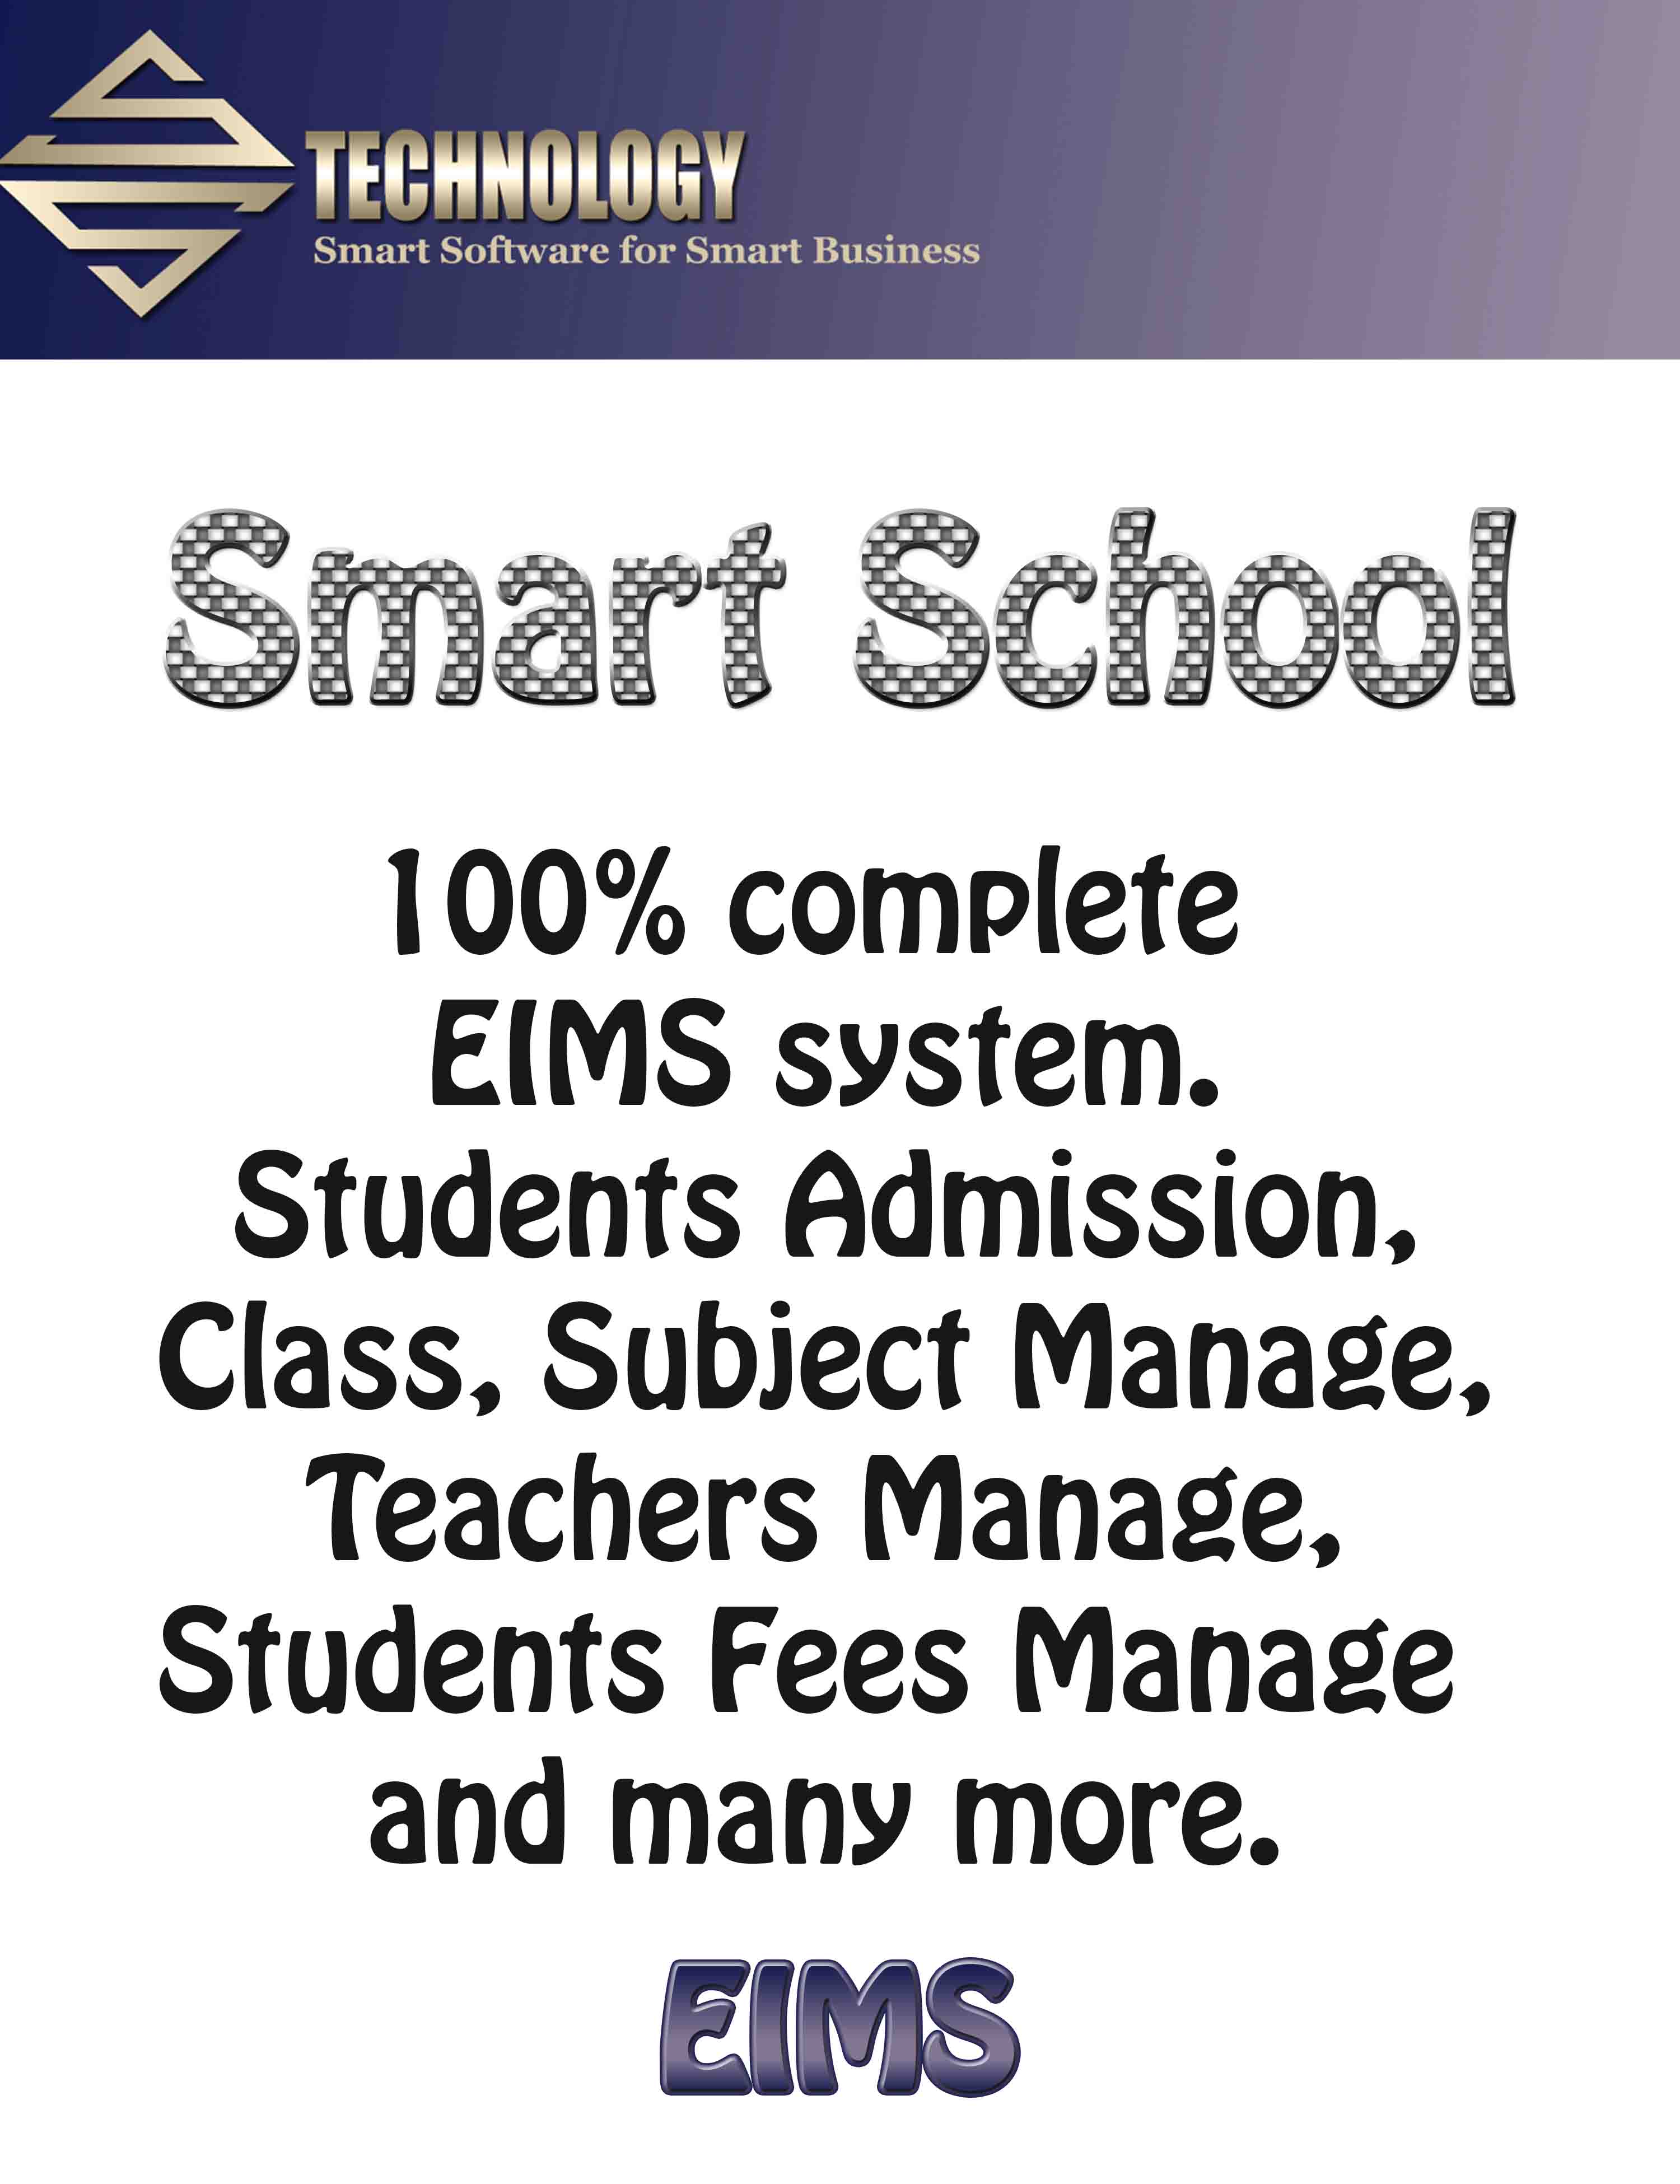 TECHNOLOGY
Smart Software for Smart Business
Smart School
100% complete
EIMS system.
Students Admission,
Class, Subject Manage,
Teachers Manage,
Students Fees Manage
and many more.
EIMS